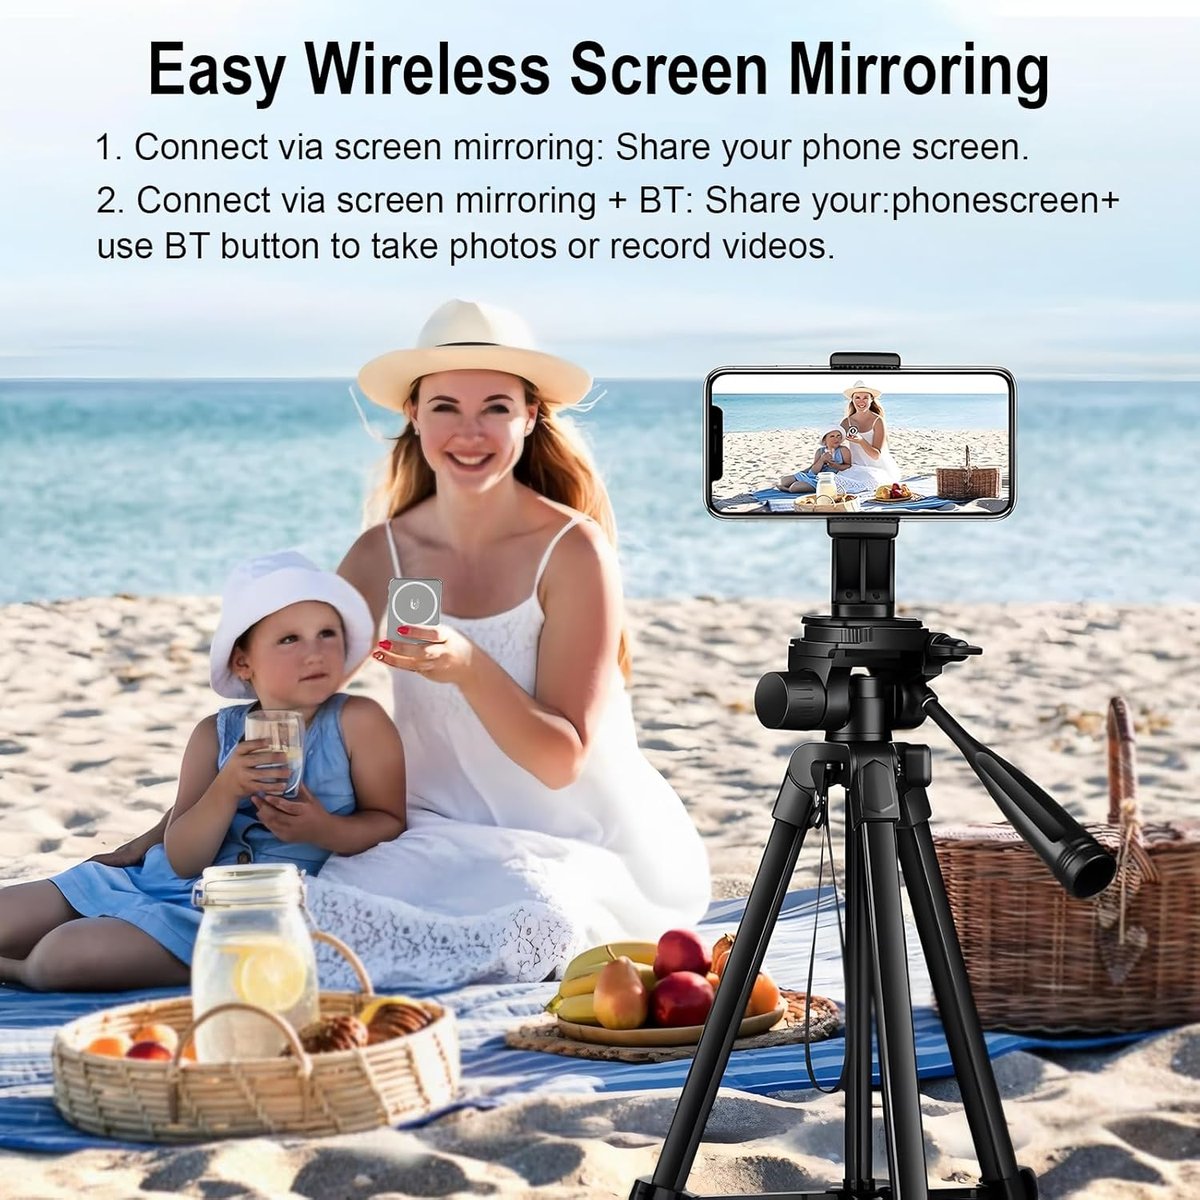 Easy Wireless Screen Mirroring
1. Connect via screen mirroring: Share your phone screen.
2. Connect via screen mirroring + BT: Share your:phonescreen+
use BT button to take photos or record videos.